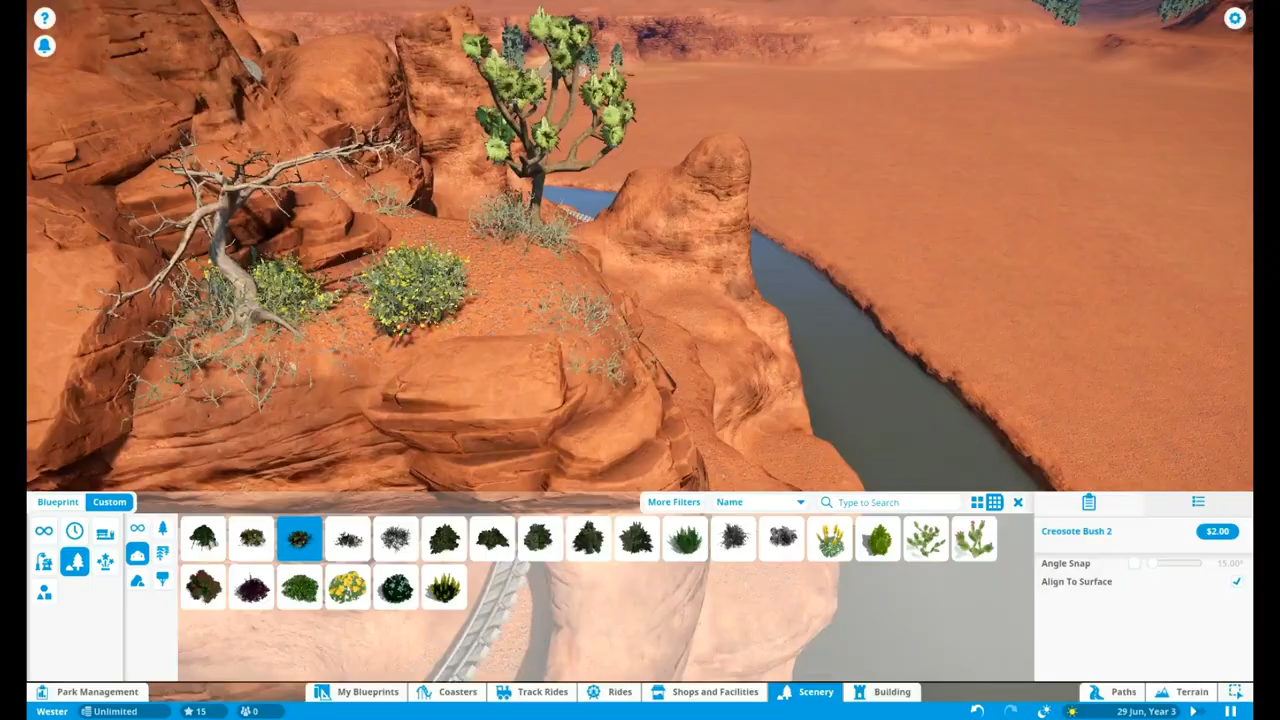 ?
Blueprint Custom More Filters Name Type to Search
Creosote Bush 2 $2.00
Angle Snap 15.00°
Align To Surface
Park Management My Blueprints Coasters Track Rides Rides Shops and Facilities Scenery Building Paths Terrain
Wester Unlimited 15 0 29 Jun, Year 3